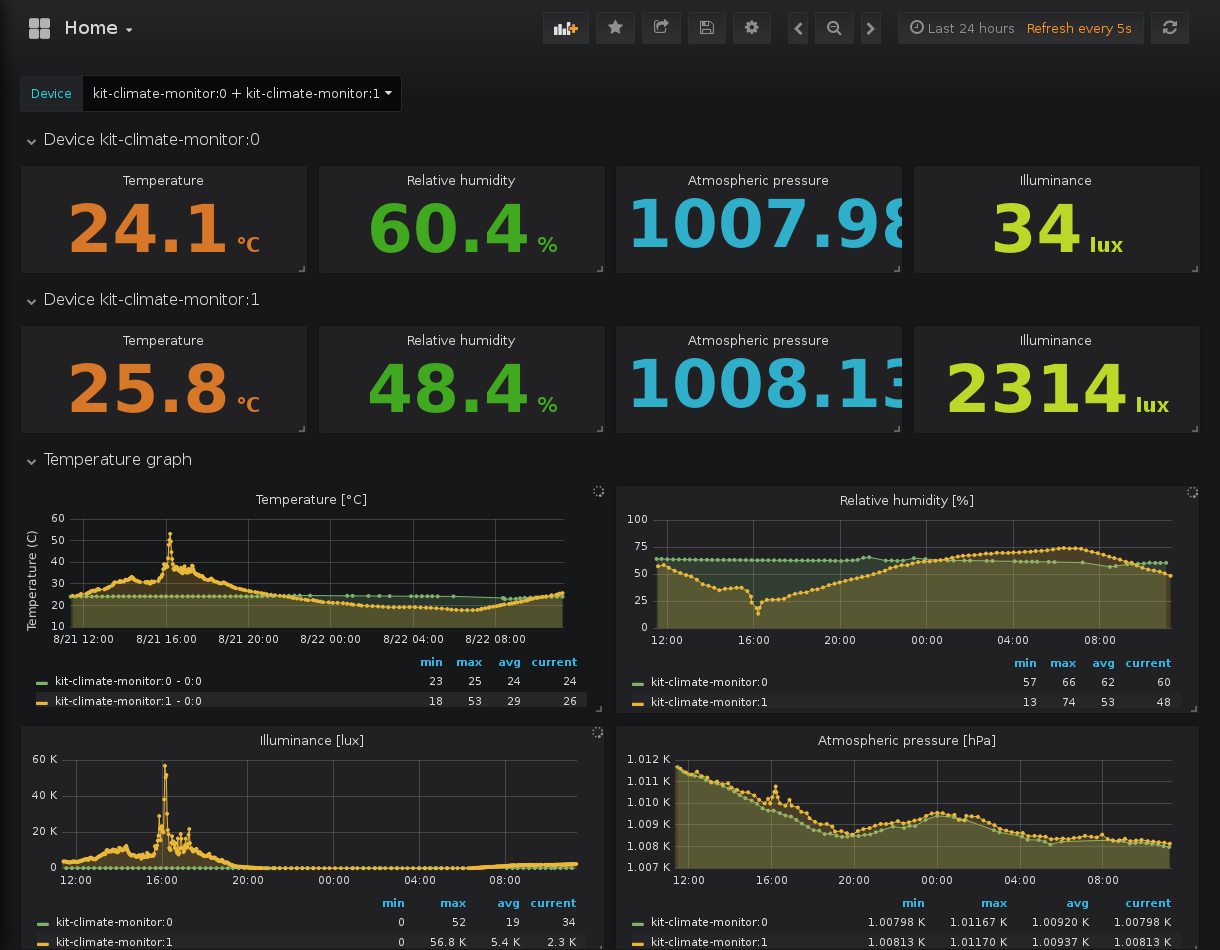 Home
Last 24 hours Refresh every 5s
Device kit-climate-monitor:0 + kit-climate-monitor:1
Device kit-climate-monitor:0
Temperature Relative humidity Atmospheric pressure Illuminance
24.1 °C 60.4 % 1007.98 34 lux
Device kit-climate-monitor:1
Temperature Relative humidity Atmospheric pressure Illuminance
25.8 °C 48.4 % 1008.13 2314 lux
Temperature graph
Temperature [°C]
Temperature (C)
60
50
40
30
20
10
8/21 12:00 8/21 16:00 8/21 20:00 8/22 00:00 8/22 04:00 8/22 08:00
min max avg current
kit-climate-monitor:0 - 0:0 23 25 24 24
kit-climate-monitor:1 - 0:0 18 53 29 26
Relative humidity [%]
100
75
50
25
0
12:00 16:00 20:00 00:00 04:00 08:00
min max avg current
kit-climate-monitor:0 57 66 62 60
kit-climate-monitor:1 13 74 53 48
Illuminance [lux]
60 K
40 K
20 K
0
12:00 16:00 20:00 00:00 04:00 08:00
min max avg current
kit-climate-monitor:0 0 52 19 34
kit-climate-monitor:1 0 56.8 K 5.4 K 2.3 K
Atmospheric pressure [hPa]
1.012 K
1.011 K
1.010 K
1.009 K
1.008 K
1.007 K
12:00 16:00 20:00 00:00 04:00 08:00
min max avg current
kit-climate-monitor:0 1.00798 K 1.01167 K 1.00920 K 1.00798 K
kit-climate-monitor:1 1.00813 K 1.01170 K 1.00937 K 1.00813 K